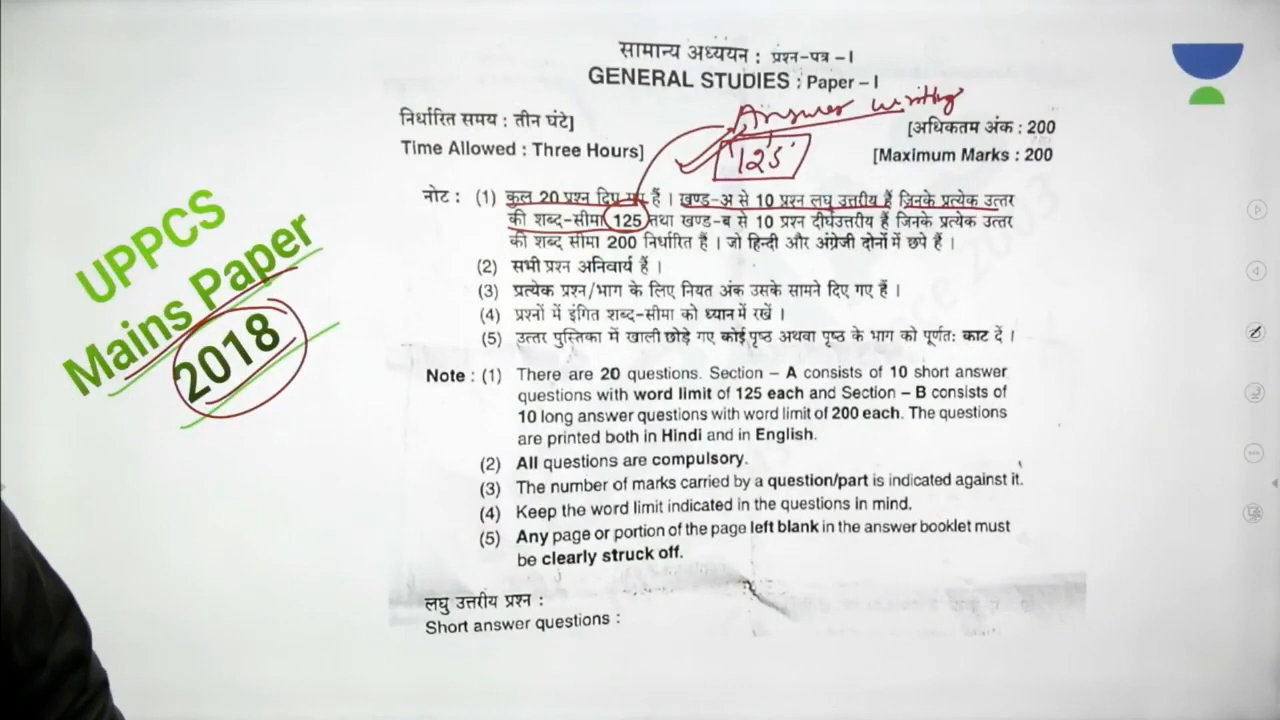 सामान्य अध्ययन : प्रश्न-पत्र -I
GENERAL STUDIES : Paper - I
Answer writing
निर्धारित समय : तीन घंटे]
[अधिकतम अंक : 200
Time Allowed : Three Hours]
125
[Maximum Marks : 200
UPPCS
Mains Paper
2018
नोट : (1) कुल 20 प्रश्न दिए गए हैं । खण्ड-अ से 10 प्रश्न लघु उत्तरीय हैं जिनके प्रत्येक उत्तर
की शब्द-सीमा 125 तथा खण्ड-ब से 10 प्रश्न दीर्घउत्तरीय हैं जिनके प्रत्येक उत्तर
की शब्द सीमा 200 निर्धारित हैं । जो हिन्दी और अंग्रेजी दोनों में छपे हैं ।
(2) सभी प्रश्न अनिवार्य हैं ।
(3) प्रत्येक प्रश्न/भाग के लिए नियत अंक उसके सामने दिए गए हैं ।
(4) प्रश्नों में इंगित शब्द-सीमा को ध्यान में रखें ।
(5) उत्तर पुस्तिका में खाली छोड़े गए कोई पृष्ठ अथवा पृष्ठ के भाग को पूर्णतः काट दें ।
Note : (1) There are 20 questions. Section – A consists of 10 short answer
questions with word limit of 125 each and Section – B consists of
10 long answer questions with word limit of 200 each. The questions
are printed both in Hindi and in English.
(2) All questions are compulsory.
(3) The number of marks carried by a question/part is indicated against it.
(4) Keep the word limit indicated in the questions in mind.
(5) Any page or portion of the page left blank in the answer booklet must
be clearly struck off.
लघु उत्तरीय प्रश्न :
Short answer questions :